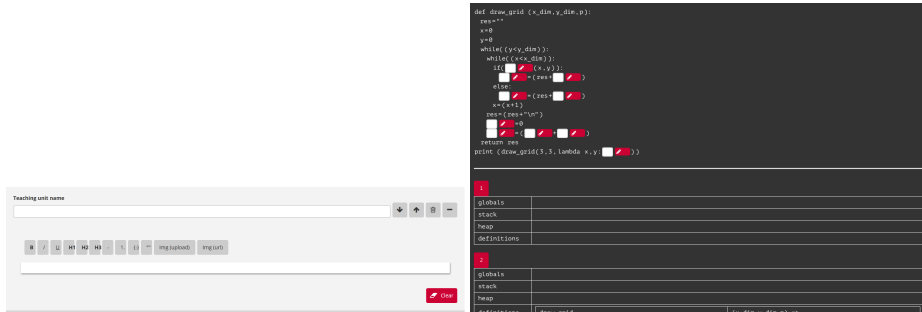 Teaching unit name
B I U H1 H2 H3 - 1. {-} "" Img (upload) Img (url)
Clear
def draw_grid (x_dim,y_dim,p):
res=""
x=0
y=0
while((y<y_dim)):
while((x<x_dim)):
if( (x,y)):
=(res+ )
else:
=(res+ )
x=(x+1)
res=(res+"\n")
=0
=( + )
return res
print (draw_grid(3,3,lambda x,y: ))
1
globals
stack
heap
definitions
2
globals
stack
heap